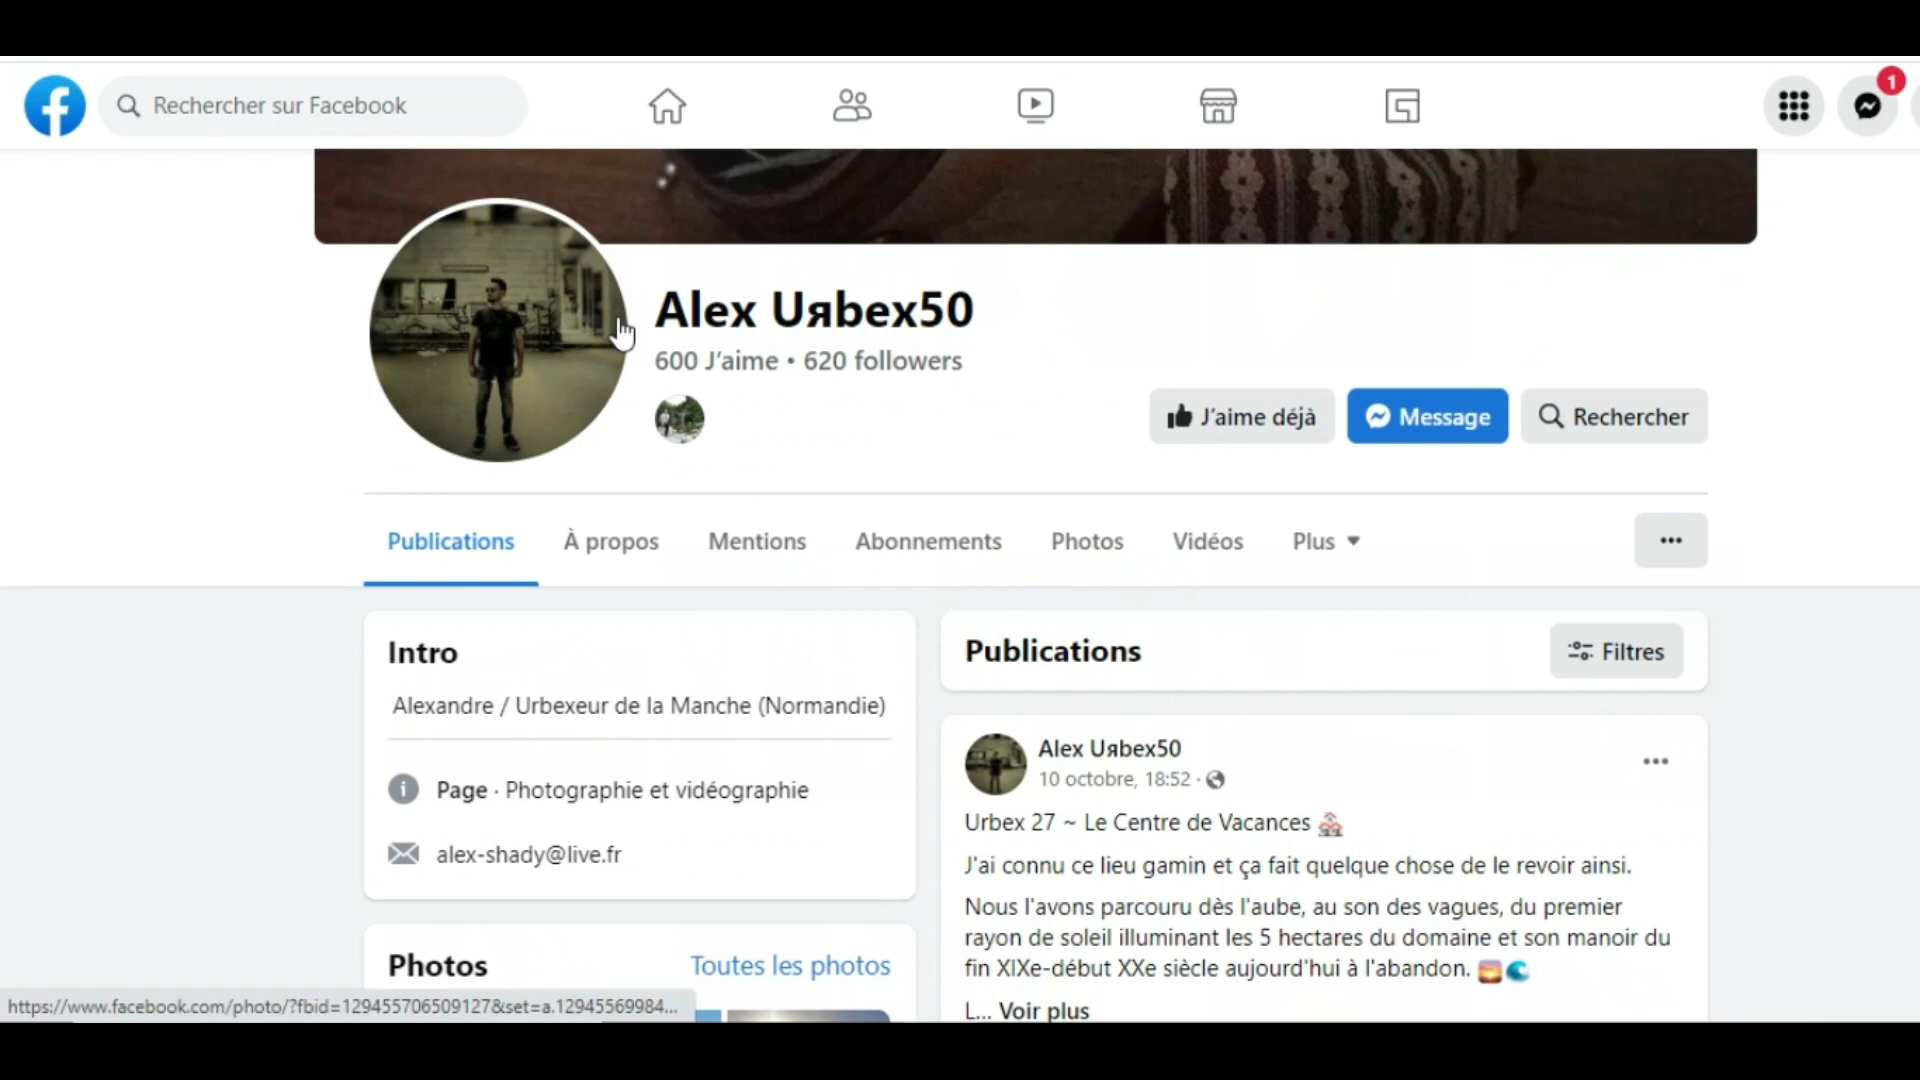 Rechercher sur Facebook
1
Alex Uяbex50
600 J'aime • 620 followers
J'aime déjà
Message
Rechercher
Publications
À propos
Mentions
Abonnements
Photos
Vidéos
Plus
Intro
Alexandre / Urbexeur de la Manche (Normandie)
Page · Photographie et vidéographie
alex-shady@live.fr
Photos
Toutes les photos
Publications
Filtres
Alex Uяbex50
10 octobre, 18:52 ·
Urbex 27 ~ Le Centre de Vacances
J'ai connu ce lieu gamin et ça fait quelque chose de le revoir ainsi.
Nous l'avons parcouru dès l'aube, au son des vagues, du premier
rayon de soleil illuminant les 5 hectares du domaine et son manoir du
fin XIXe-début XXe siècle aujourd'hui à l'abandon.
L... Voir plus
https://www.facebook.com/photo/?fbid=129455706509127&set=a.12945569984...